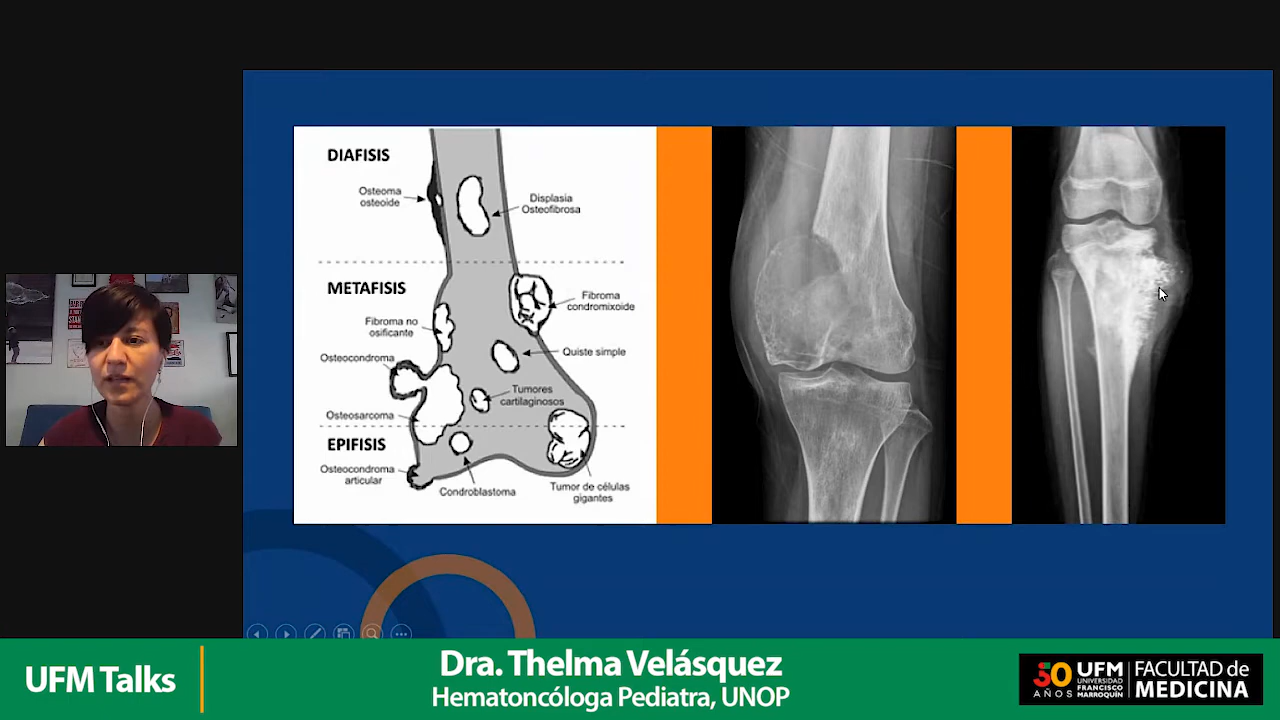 DIAFISIS
Osteoma
osteoide
Displasia
Osteofibrosa
METAFISIS
Fibroma
condromixoide
Fibroma no
osificante
Quiste simple
Osteocondroma
Tumores
cartilaginosos
Osteosarcoma
EPIFISIS
Osteocondroma
articular
Condroblastoma
Tumor de células
gigantes
UFM Talks
Dra. Thelma Velásquez
Hematoncóloga Pediatra, UNOP
50
AÑOS
UFM
UNIVERSIDAD
FRANCISCO
MARROQUÍN
FACULTAD de
MEDICINA